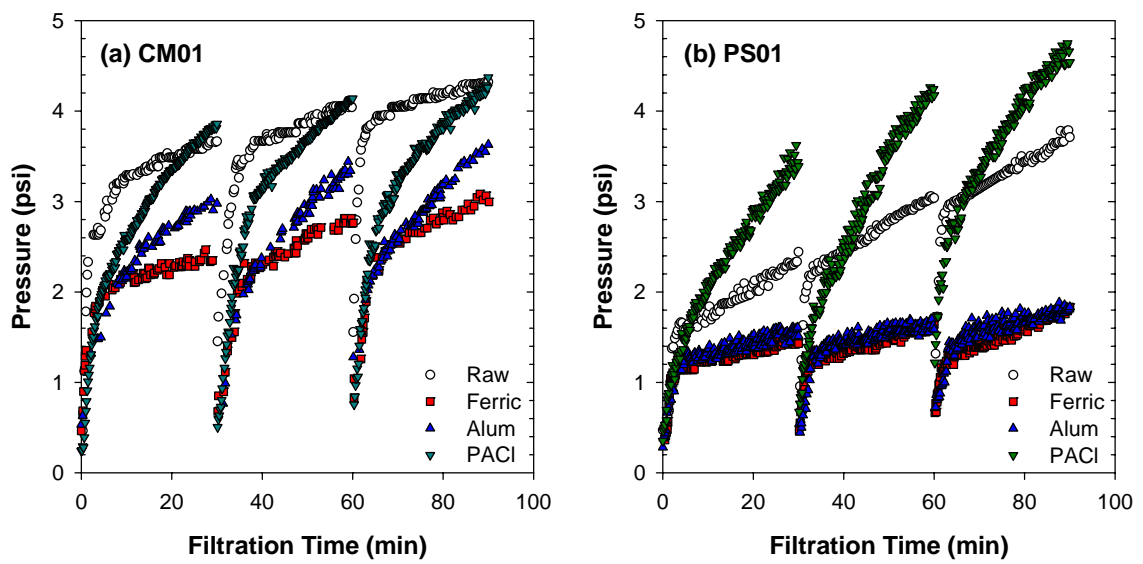 (a) CM01
Pressure (psi)
5
4
3
2
1
0
0 20 40 60 80 100
Filtration Time (min)
Raw
Ferric
Alum
PACl
(b) PS01
Pressure (psi)
5
4
3
2
1
0
0 20 40 60 80 100
Filtration Time (min)
Raw
Ferric
Alum
PACl